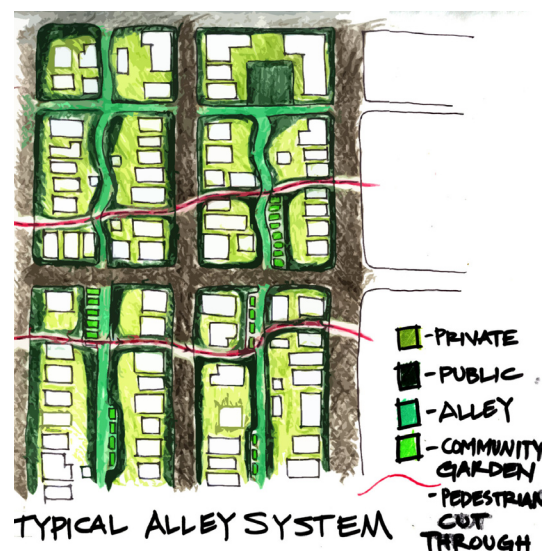 - PRIVATE
- PUBLIC
- ALLEY
- COMMUNITY
GARDEN
- PEDESTRIAN
CUT
THROUGH
TYPICAL ALLEY SYSTEM